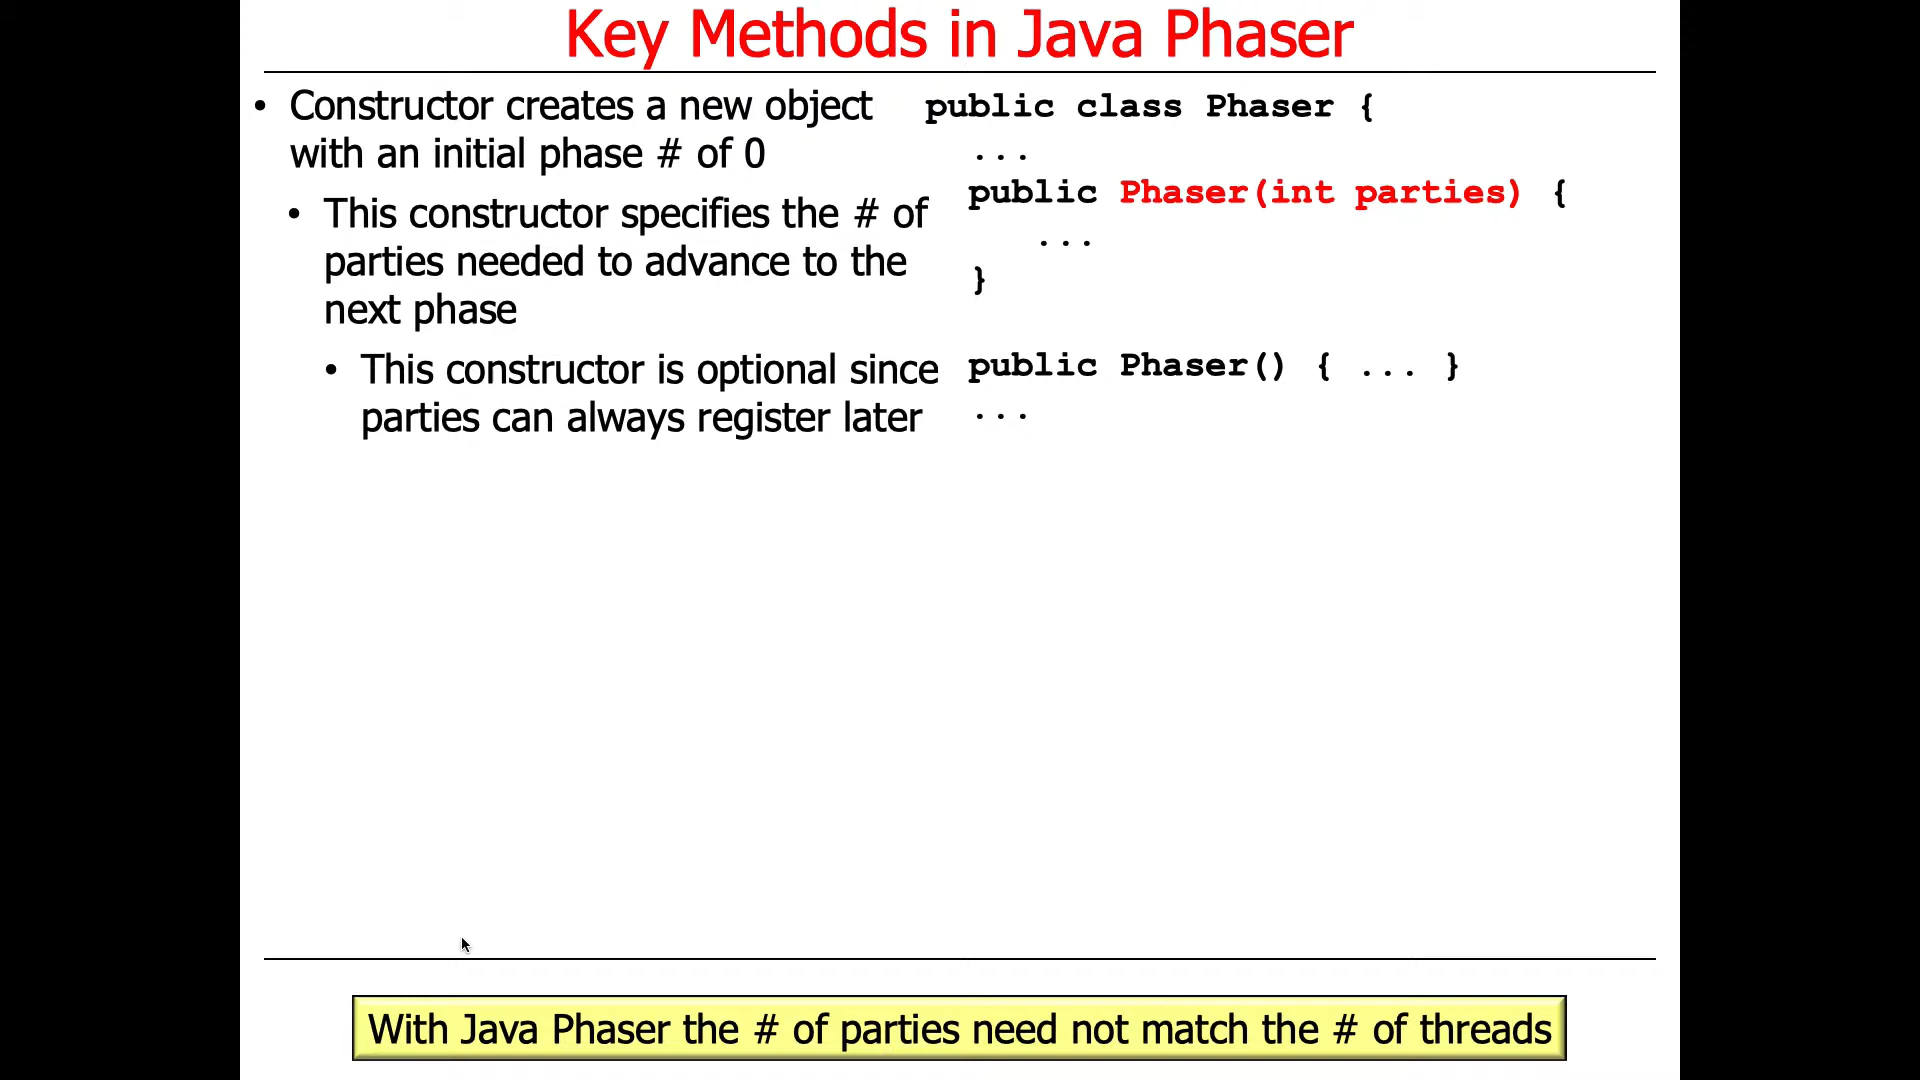 Key Methods in Java Phaser
• Constructor creates a new object
with an initial phase # of 0
• This constructor specifies the # of
parties needed to advance to the
next phase
• This constructor is optional since
parties can always register later
public class Phaser {
...
public Phaser(int parties) {
...
}
public Phaser() { ... }
...
With Java Phaser the # of parties need not match the # of threads